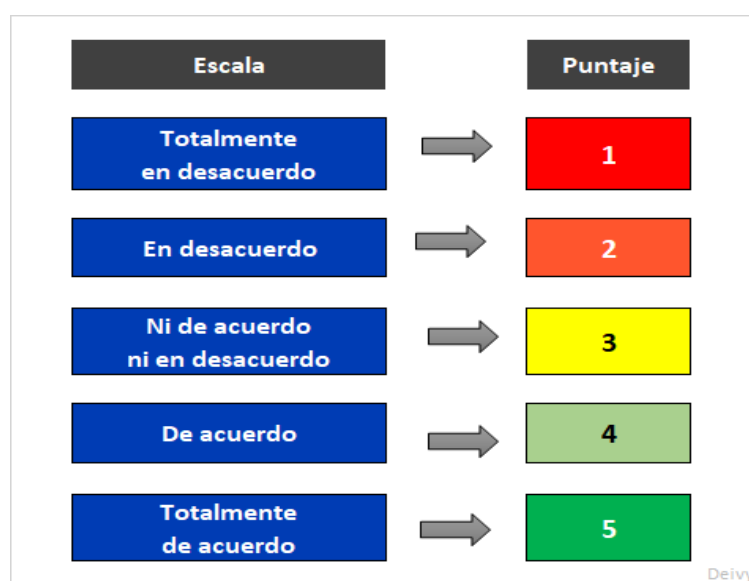 Escala
Puntaje
Totalmente
en desacuerdo
1
En desacuerdo
2
Ni de acuerdo
ni en desacuerdo
3
De acuerdo
4
Totalmente
de acuerdo
5